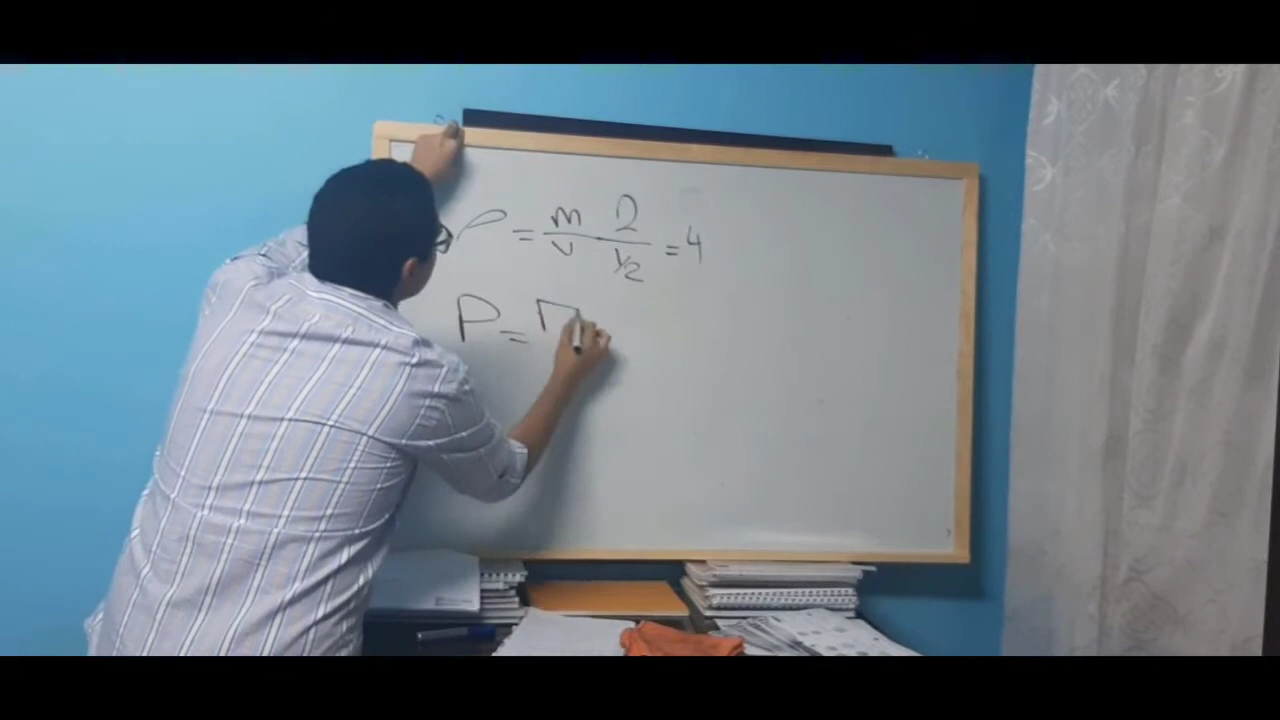 ρ = m/v 2/½ = 4
P =